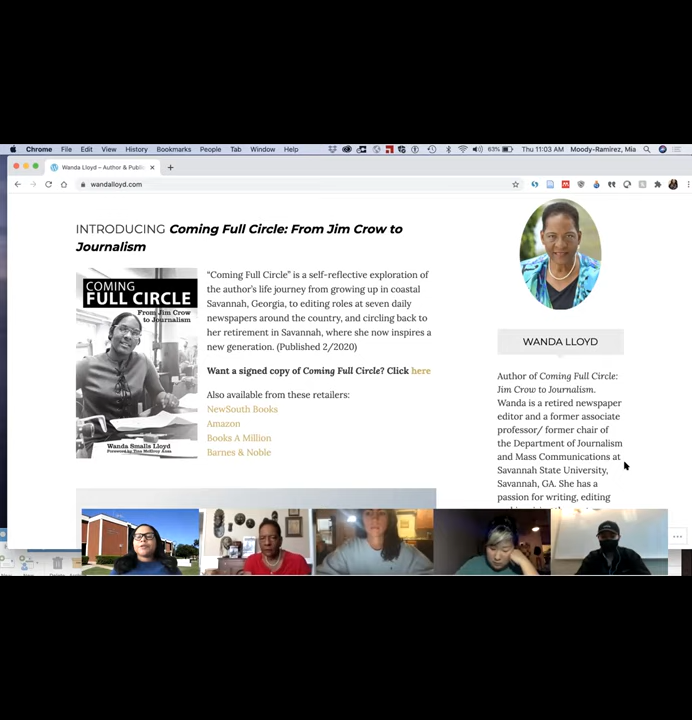 Chrome File Edit View History Bookmarks People Tab Window Help 63% Thu 11:03 AM Moody-Ramirez, Mia
Wanda Lloyd – Author & Publi
wandalloyd.com
INTRODUCING Coming Full Circle: From Jim Crow to
Journalism
COMING
FULL CIRCLE
From Jim Crow
to Journalism
Wanda Smalls Lloyd
"Coming Full Circle" is a self-reflective exploration of
the author's life journey from growing up in coastal
Savannah, Georgia, to editing roles at seven daily
newspapers around the country, and circling back to
her retirement in Savannah, where she now inspires a
new generation. (Published 2/2020)
Want a signed copy of Coming Full Circle? Click here
Also available from these retailers:
NewSouth Books
Amazon
Books A Million
Barnes & Noble
WANDA LLOYD
Author of Coming Full Circle:
Jim Crow to Journalism.
Wanda is a retired newspaper
editor and a former associate
professor/ former chair of
the Department of Journalism
and Mass Communications at
Savannah State University,
Savannah, GA. She has a
passion for writing, editing